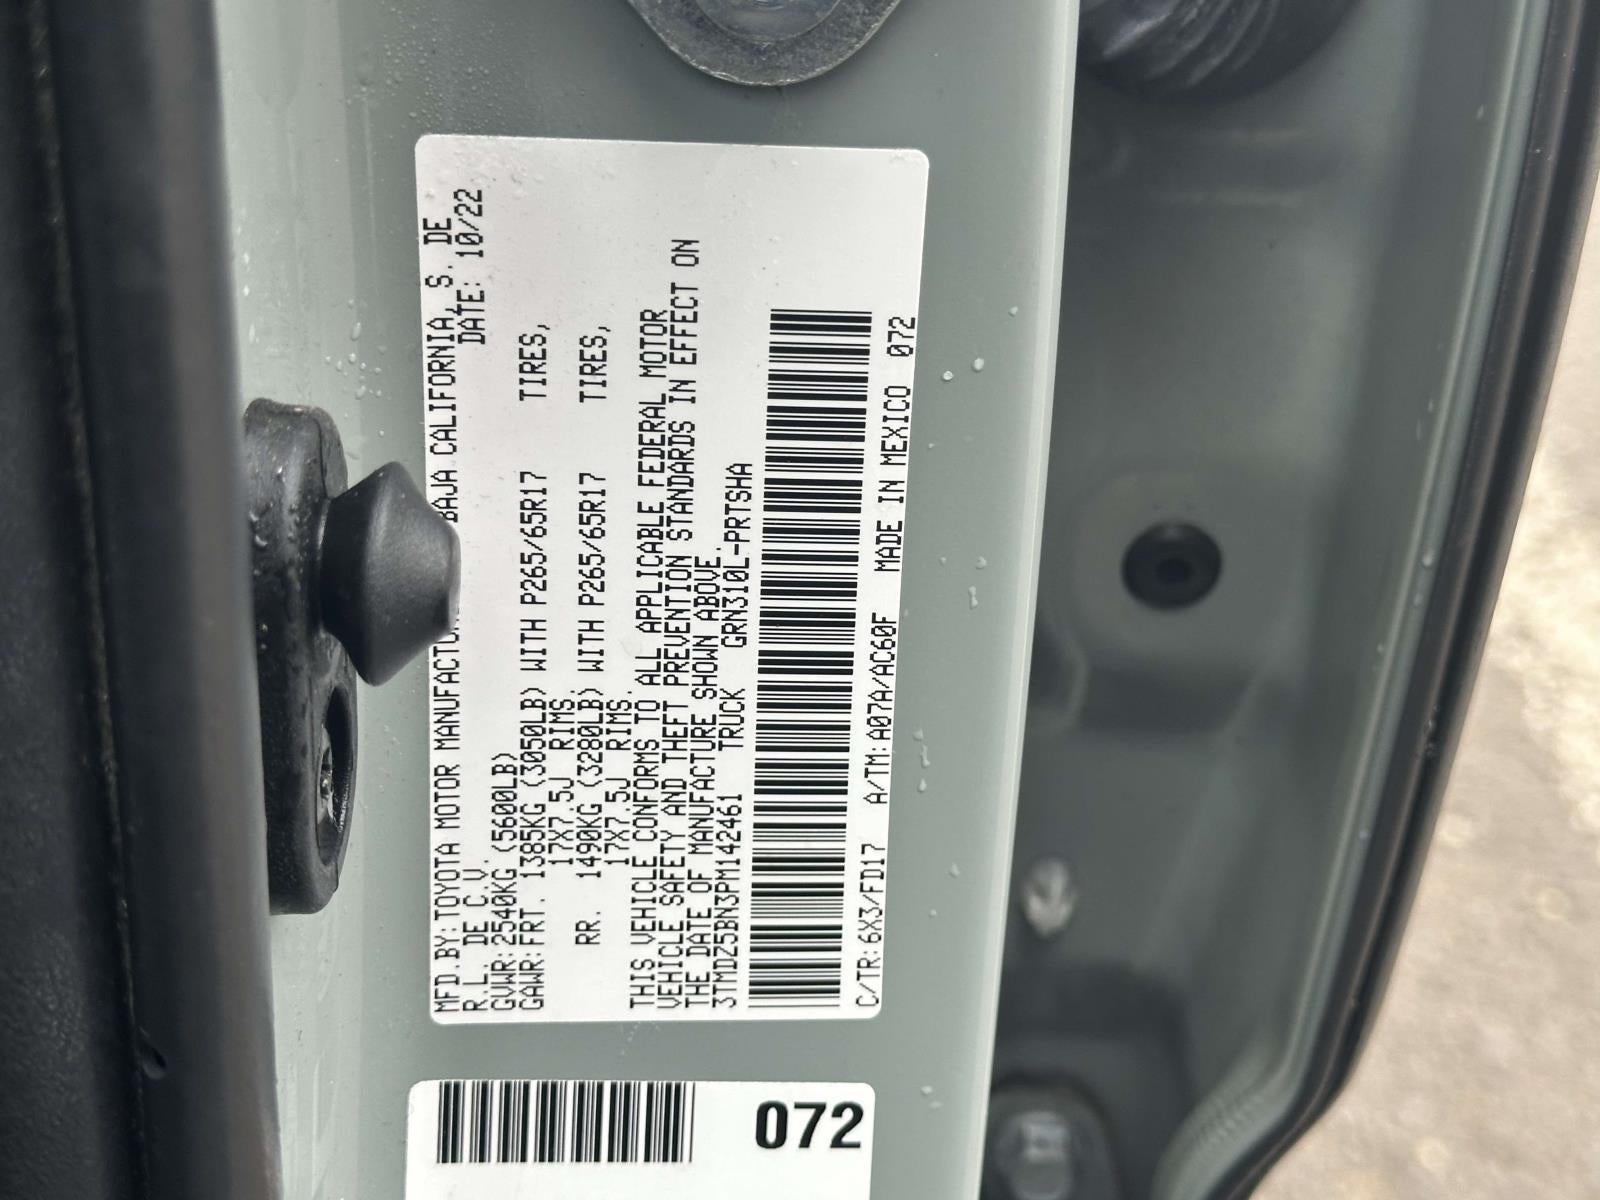 MFD.BY:TOYOTA MOTOR MANUFACTUR BAJA CALIFORNIA, S. DE
R.L. DE C.V. DATE: 10/22
GVWR:2540KG (5600LB)
GAWR:FRT. 1385KG (3050LB) WITH P265/65R17 TIRES,
17X7.5J RIMS.
RR. 1490KG (3280LB) WITH P265/65R17 TIRES,
17X7.5J RIMS.
THIS VEHICLE CONFORMS TO ALL APPLICABLE FEDERAL MOTOR
VEHICLE SAFETY AND THEFT PREVENTION STANDARDS IN EFFECT ON
THE DATE OF MANUFACTURE SHOWN ABOVE.
3TMDZ5BN3PM142461 TRUCK GRN310L-PRTSHA
C/TR:6X3/FD17 A/TM:A07A/AC60F MADE IN MEXICO 072
072